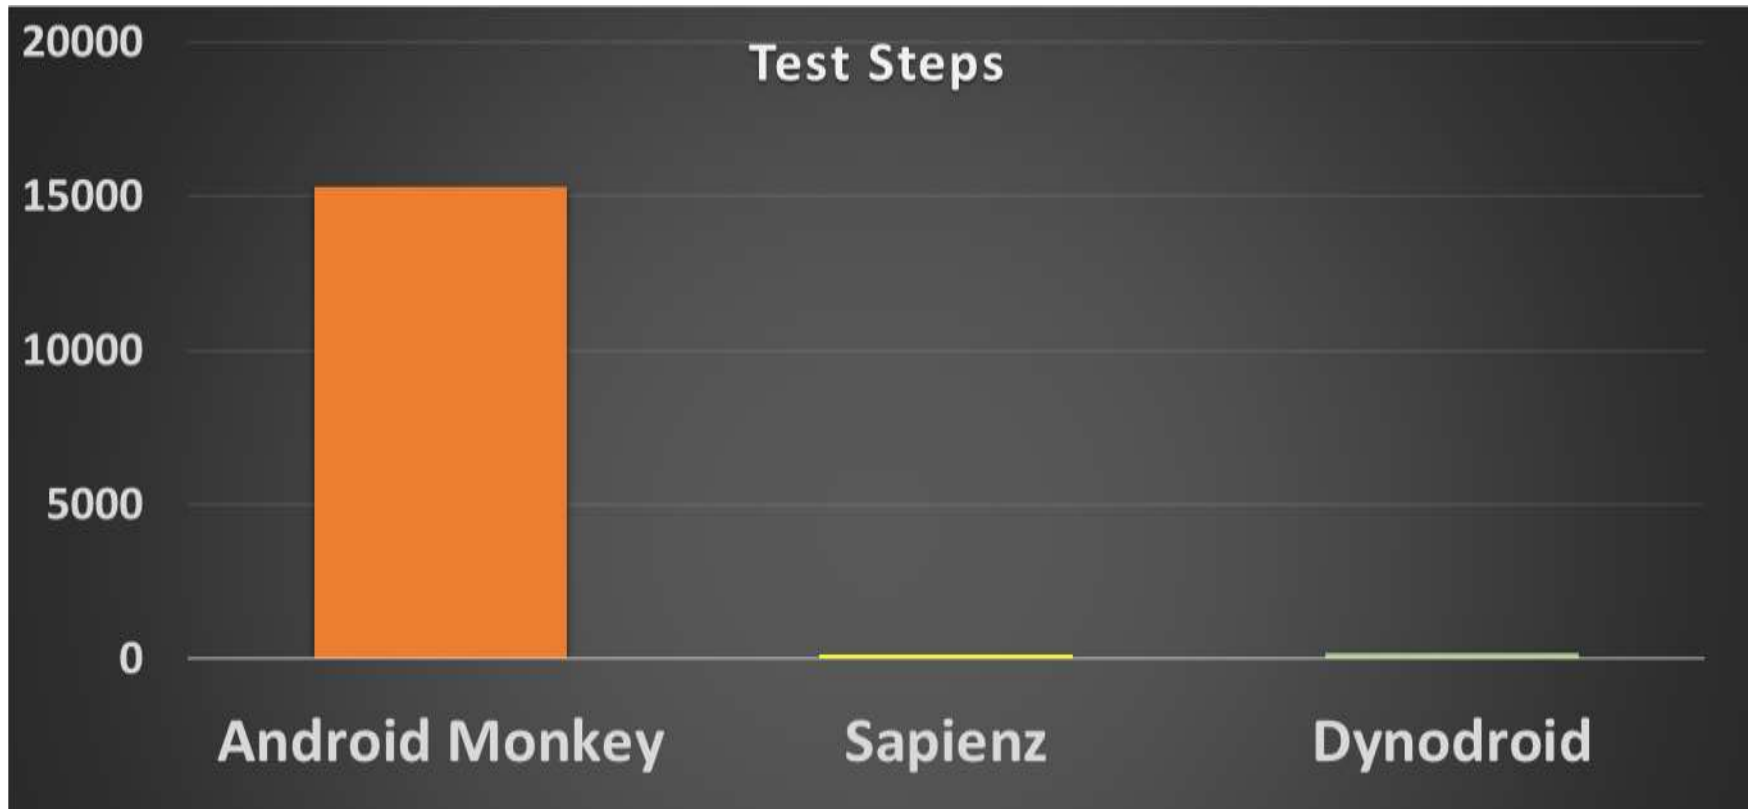 Test Steps
20000
15000
10000
5000
0
Android Monkey
Sapienz
Dynodroid